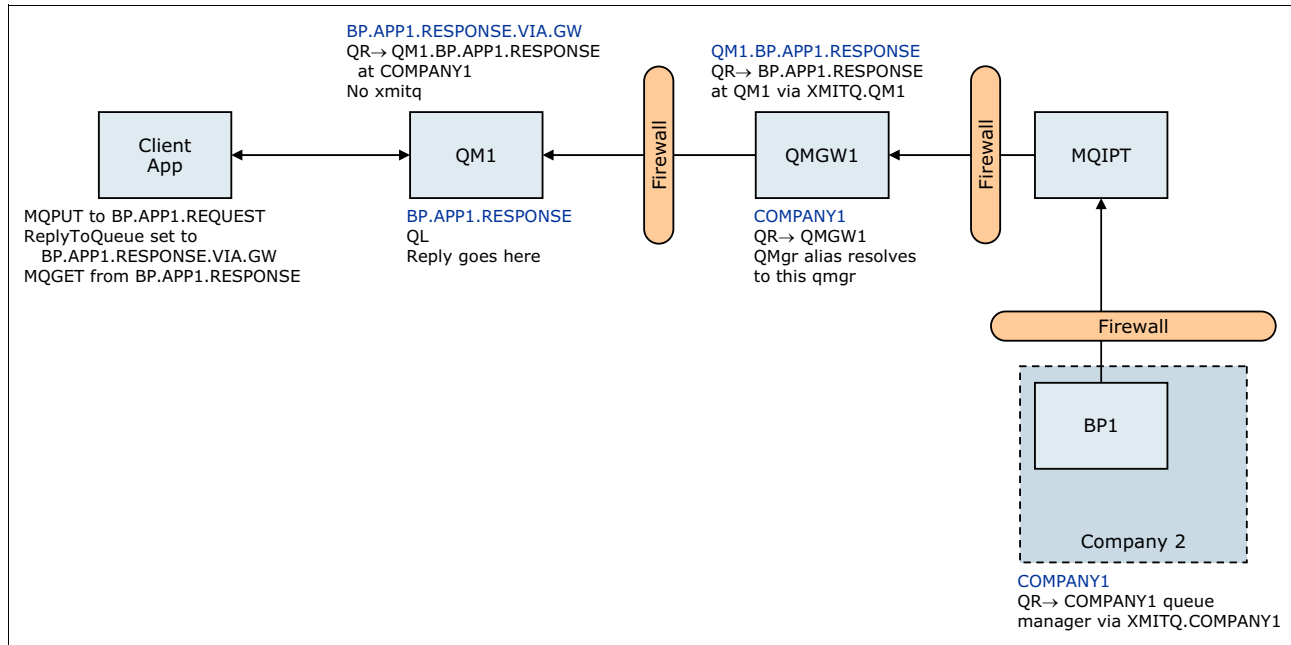 BP.APP1.RESPONSE.VIA.GW
QR→ QM1.BP.APP1.RESPONSE
at COMPANY1
No xmitq
QM1.BP.APP1.RESPONSE
QR→ BP.APP1.RESPONSE
at QM1 via XMITQ.QM1
Client
App
QM1
Firewall
QMGW1
Firewall
MQIPT
MQPUT to BP.APP1.REQUEST
ReplyToQueue set to
BP.APP1.RESPONSE.VIA.GW
MQGET from BP.APP1.RESPONSE
BP.APP1.RESPONSE
QL
Reply goes here
COMPANY1
QR→ QMGW1
QMgr alias resolves
to this qmgr
Firewall
BP1
Company 2
COMPANY1
QR→ COMPANY1 queue
manager via XMITQ.COMPANY1